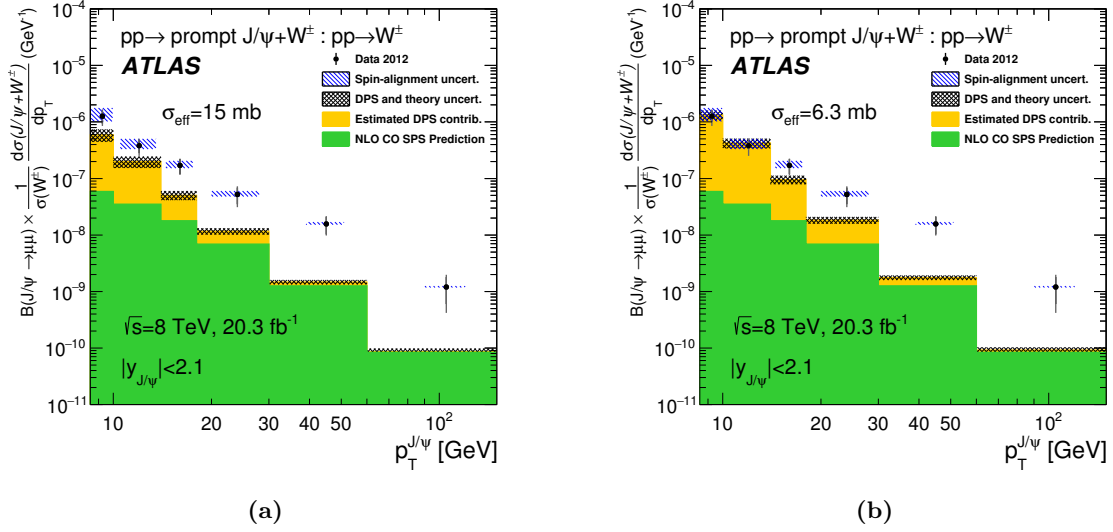 pp→ prompt J/ψ+W± : pp→W±
ATLAS
Data 2012
Spin-alignment uncert.
DPS and theory uncert.
Estimated DPS contrib.
NLO CO SPS Prediction
σeff=15 mb
√s=8 TeV, 20.3 fb⁻¹
|yJ/ψ|<2.1
B(J/ψ →μμ) × 1/σ(W±) dσ(J/ψ+W±)/dpT (GeV⁻¹)
10⁻⁴
10⁻⁵
10⁻⁶
10⁻⁷
10⁻⁸
10⁻⁹
10⁻¹⁰
10⁻¹¹
10 20 30 40 50 10²
pTJ/ψ [GeV]
(a)
pp→ prompt J/ψ+W± : pp→W±
ATLAS
Data 2012
Spin-alignment uncert.
DPS and theory uncert.
Estimated DPS contrib.
NLO CO SPS Prediction
σeff=6.3 mb
√s=8 TeV, 20.3 fb⁻¹
|yJ/ψ|<2.1
B(J/ψ →μμ) × 1/σ(W±) dσ(J/ψ+W±)/dpT (GeV⁻¹)
10⁻⁴
10⁻⁵
10⁻⁶
10⁻⁷
10⁻⁸
10⁻⁹
10⁻¹⁰
10⁻¹¹
10 20 30 40 50 10²
pTJ/ψ [GeV]
(b)